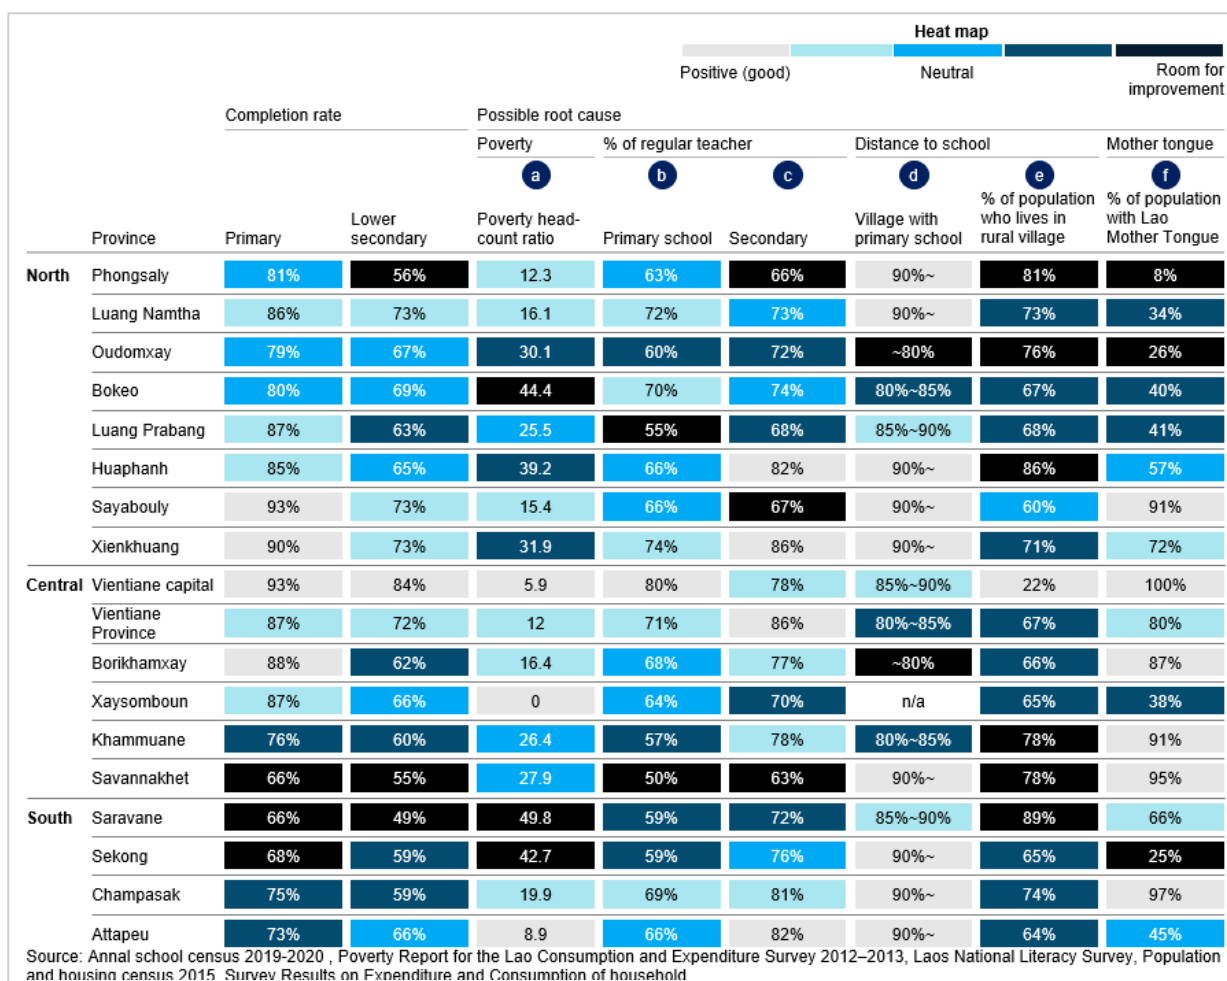 Heat map
Positive (good) Neutral Room for
improvement
Completion rate Possible root cause
Poverty % of regular teacher Distance to school Mother tongue
a b c d e f
Province Primary Lower
secondary Poverty head-
count ratio Primary school Secondary Village with
primary school % of population
who lives in
rural village % of population
with Lao
Mother Tongue
North Phongsaly 81% 56% 12.3 63% 66% 90%~ 81% 8%
Luang Namtha 86% 73% 16.1 72% 73% 90%~ 73% 34%
Oudomxay 79% 67% 30.1 60% 72% ~80% 76% 26%
Bokeo 80% 69% 44.4 70% 74% 80%~85% 67% 40%
Luang Prabang 87% 63% 25.5 55% 68% 85%~90% 68% 41%
Huaphanh 85% 65% 39.2 66% 82% 90%~ 86% 57%
Sayabouly 93% 73% 15.4 66% 67% 90%~ 60% 91%
Xienkhuang 90% 73% 31.9 74% 86% 90%~ 71% 72%
Central Vientiane capital 93% 84% 5.9 80% 78% 85%~90% 22% 100%
Vientiane
Province 87% 72% 12 71% 86% 80%~85% 67% 80%
Borikhamxay 88% 62% 16.4 68% 77% ~80% 66% 87%
Xaysomboun 87% 66% 0 64% 70% n/a 65% 38%
Khammuane 76% 60% 26.4 57% 78% 80%~85% 78% 91%
Savannakhet 66% 55% 27.9 50% 63% 90%~ 78% 95%
South Saravane 66% 49% 49.8 59% 72% 85%~90% 89% 66%
Sekong 68% 59% 42.7 59% 76% 90%~ 65% 25%
Champasak 75% 59% 19.9 69% 81% 90%~ 74% 97%
Attapeu 73% 66% 8.9 66% 82% 90%~ 64% 45%
Source: Annal school census 2019-2020 , Poverty Report for the Lao Consumption and Expenditure Survey 2012–2013, Laos National Literacy Survey, Population
and housing census 2015, Survey Results on Expenditure and Consumption of household